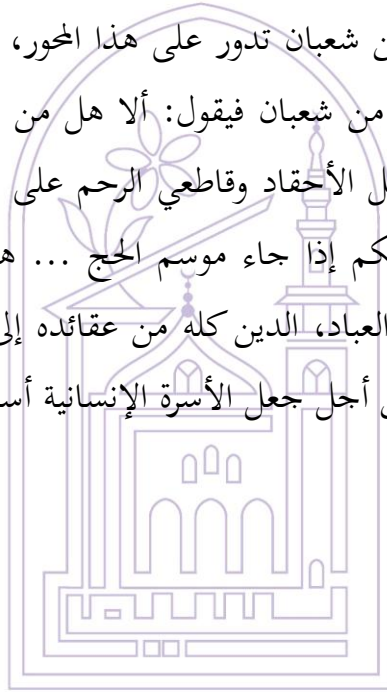 ن شعبان تدور على هذا المحور،
من شعبان فيقول: ألا هل من
ل الأحقاد وقاطعي الرحم على
كم إذا جاء موسم الحج ... ه
العباد، الدين كله من عقائده إلى
أجل جعل الأسرة الإنسانية أس